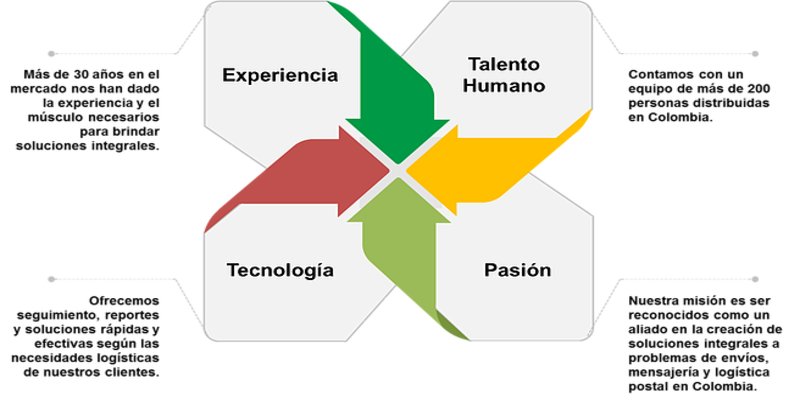 Experiencia
Talento
Humano
Más de 30 años en el
mercado nos han dado
la experiencia y el
músculo necesarios
para brindar
soluciones integrales.
Contamos con un
equipo de más de 200
personas distribuidas
en Colombia.
Tecnología
Pasión
Ofrecemos
seguimiento, reportes
y soluciones rápidas y
efectivas según las
necesidades logísticas
de nuestros clientes.
Nuestra misión es ser
reconocidos como un
aliado en la creación de
soluciones integrales a
problemas de envíos,
mensajería y logística
postal en Colombia.